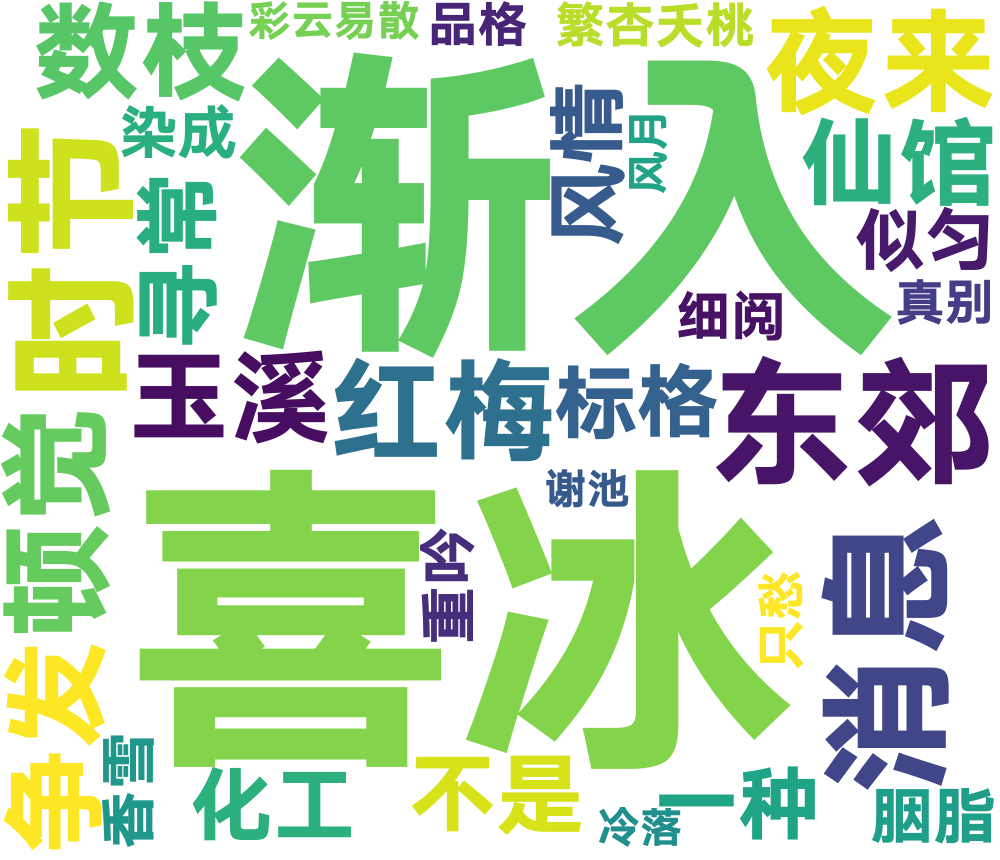 彩云易散
品格
繁杏夭桃
数枝
夜来
渐入
风情
风月
染成
仙馆
时节
寻常
似匀
真别
细阅
玉溪
红梅
标格
东郊
顿觉
喜冰
谢池
重吟
消息
只愁
争发
香雪
化工
不是
一种
冷落
胭脂